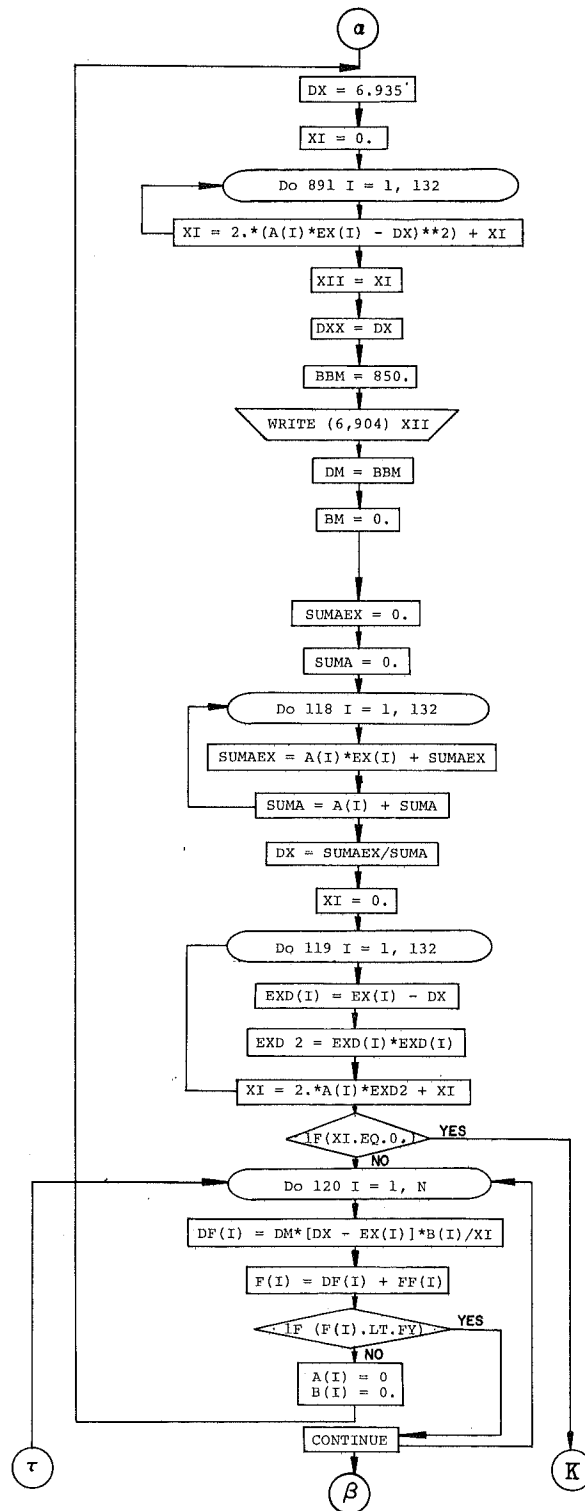 α
DX = 6.935'
XI = 0.
Do 891 I = 1, 132
XI = 2.*(A(I)*EX(I) - DX)**2) + XI
XII = XI
DXX = DX
BBM = 850.
WRITE (6,904) XII
DM = BBM
BM = 0.
SUMAEX = 0.
SUMA = 0.
Do 118 I = 1, 132
SUMAEX = A(I)*EX(I) + SUMAEX
SUMA = A(I) + SUMA
DX = SUMAEX/SUMA
XI = 0.
Do 119 I = 1, 132
EXD(I) = EX(I) - DX
EXD 2 = EXD(I)*EXD(I)
XI = 2.*A(I)*EXD2 + XI
IF(XI.EQ.0.)
YES
NO
Do 120 I = 1, N
DF(I) = DM*[DX - EX(I)]*B(I)/XI
F(I) = DF(I) + FF(I)
IF (F(I).LT.FY)
YES
NO
A(I) = 0
B(I) = 0.
CONTINUE
τ
β
K